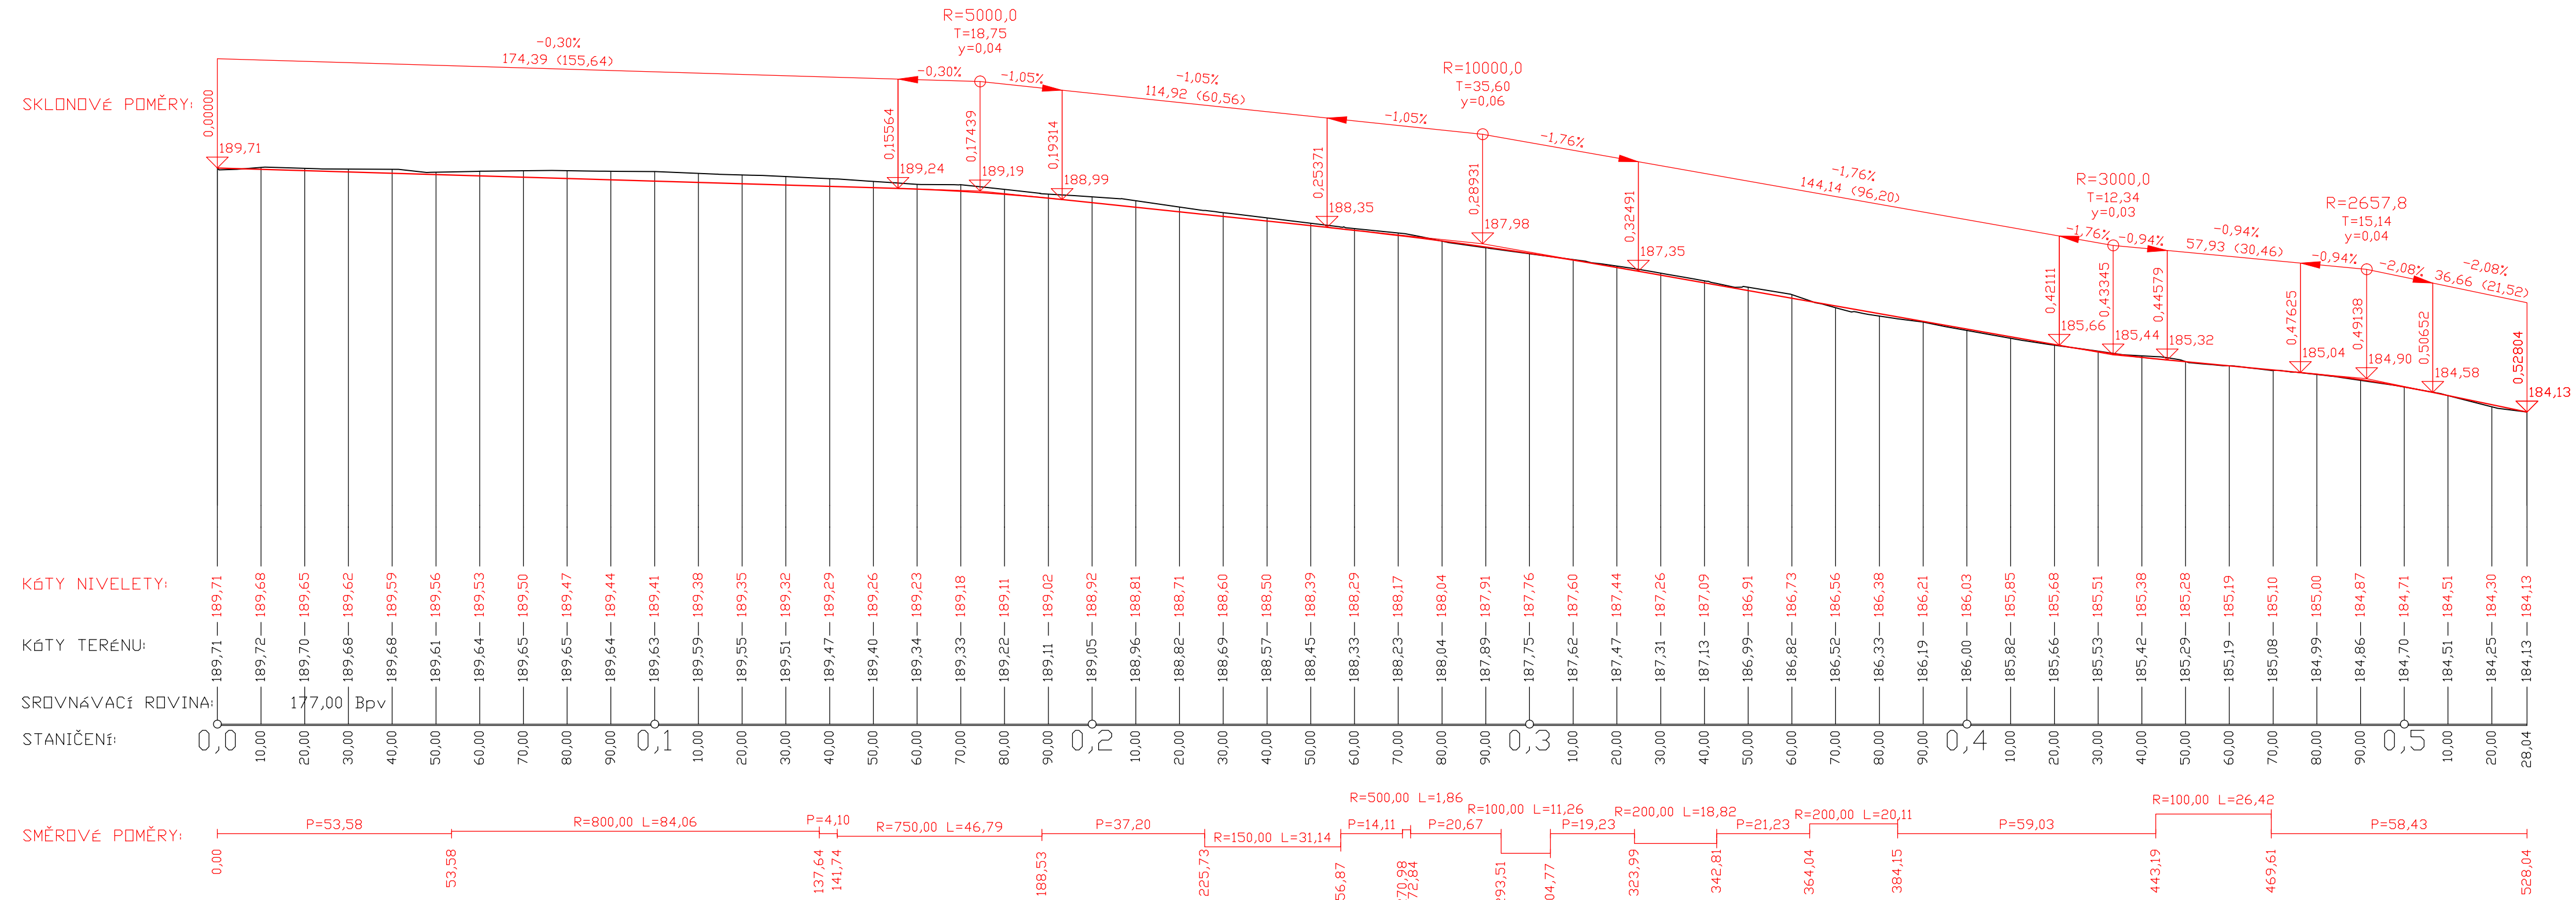 R=5000,0
T=18,75
y=0,04
-0,30%
174,39 (155,64)
-0,30%
-1,05%
-1,05%
114,92 (60,56)
R=10000,0
T=35,60
y=0,06
-1,05%
-1,76%
-1,76%
144,14 (96,20)
R=3000,0
T=12,34
y=0,03
-1,76%
-0,94%
-0,94%
57,93 (30,46)
R=2657,8
T=15,14
y=0,04
-0,94%
-2,08%
-2,08%
36,66 (21,52)
SKLONOVÉ POMĚRY:
0,00000 0,15564 0,17439 0,19314 0,25371 0,28931 0,32491 0,42111 0,43345 0,44579 0,47625 0,49138 0,50652 0,52804
189,71 189,24 189,19 188,99 188,35 187,98 187,35 185,66 185,44 185,32 185,04 184,90 184,58 184,13
KÓTY NIVELETY: 189,71 189,68 189,65 189,62 189,59 189,56 189,53 189,50 189,47 189,44 189,41 189,38 189,35 189,32 189,29 189,26 189,23 189,18 189,11 189,02 188,92 188,81 188,71 188,60 188,50 188,39 188,29 188,17 188,04 187,91 187,76 187,60 187,44 187,26 187,09 186,91 186,73 186,56 186,38 186,21 186,03 185,85 185,68 185,51 185,38 185,28 185,19 185,10 185,00 184,87 184,71 184,51 184,30 184,13
KÓTY TERÉNU: 189,71 189,72 189,70 189,68 189,68 189,61 189,64 189,65 189,65 189,64 189,63 189,59 189,55 189,51 189,47 189,40 189,34 189,33 189,22 189,11 189,05 188,96 188,82 188,69 188,57 188,45 188,33 188,23 188,04 187,89 187,75 187,62 187,47 187,31 187,13 186,99 186,82 186,52 186,33 186,19 186,00 185,82 185,66 185,53 185,42 185,29 185,19 185,08 184,99 184,86 184,70 184,51 184,25 184,13
SROVNÁVACÍ ROVINA: 177,00 Bpv
STANIČENÍ: 0,0 10,00 20,00 30,00 40,00 50,00 60,00 70,00 80,00 90,00 0,1 10,00 20,00 30,00 40,00 50,00 60,00 70,00 80,00 90,00 0,2 10,00 20,00 30,00 40,00 50,00 60,00 70,00 80,00 90,00 0,3 10,00 20,00 30,00 40,00 50,00 60,00 70,00 80,00 90,00 0,4 10,00 20,00 30,00 40,00 50,00 60,00 70,00 80,00 90,00 0,5 10,00 20,00 28,04
SMĚROVÉ POMĚRY: P=53,58 R=800,00 L=84,06 P=4,10 R=750,00 L=46,79 P=37,20 R=150,00 L=31,14 P=14,11 R=500,00 L=1,86 P=20,67 R=100,00 L=11,26 P=19,23 R=200,00 L=18,82 P=21,23 R=200,00 L=20,11 P=59,03 R=100,00 L=26,42 P=58,43
0,00 53,58 137,64 141,74 188,53 225,73 56,87 70,98 72,84 293,51 04,77 323,99 342,81 364,04 384,15 443,19 469,61 528,04